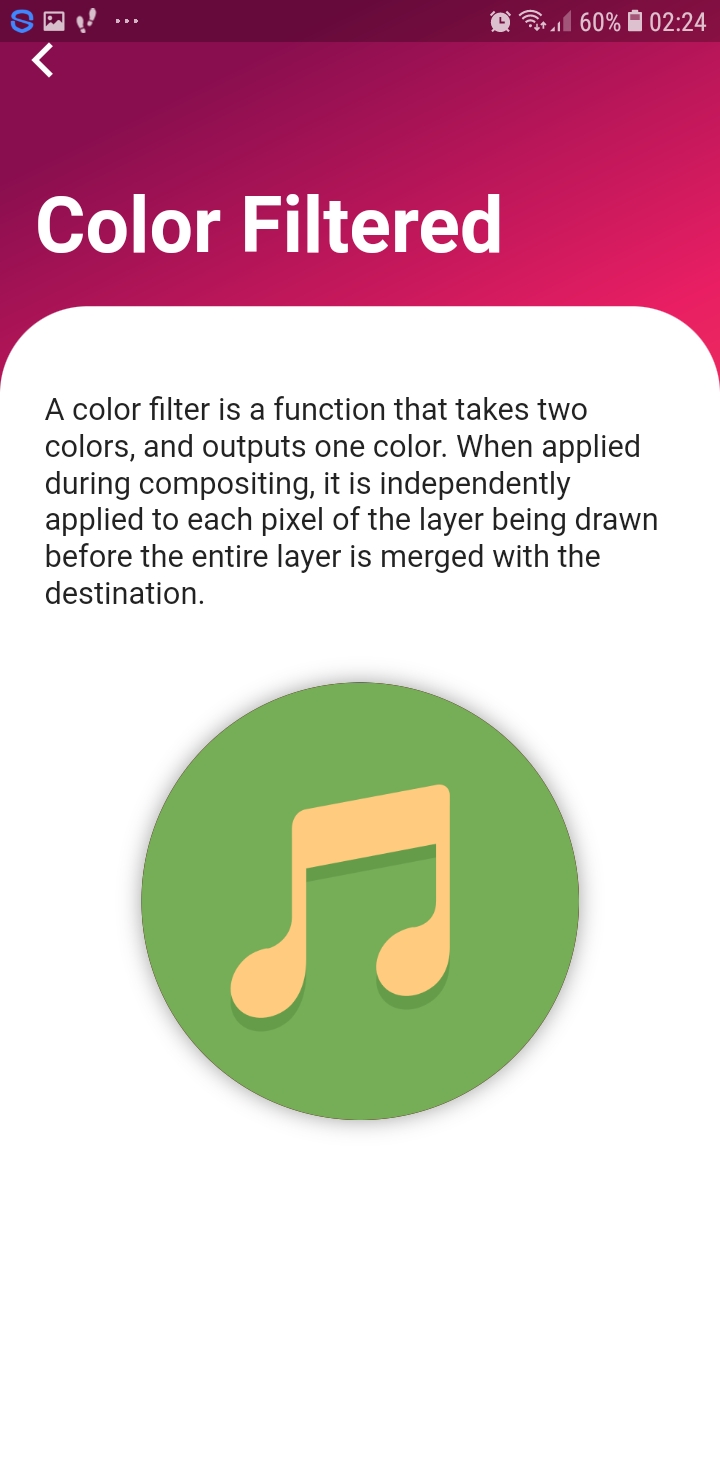 60% 02:24
Color Filtered
A color filter is a function that takes two
colors, and outputs one color. When applied
during compositing, it is independently
applied to each pixel of the layer being drawn
before the entire layer is merged with the
destination.